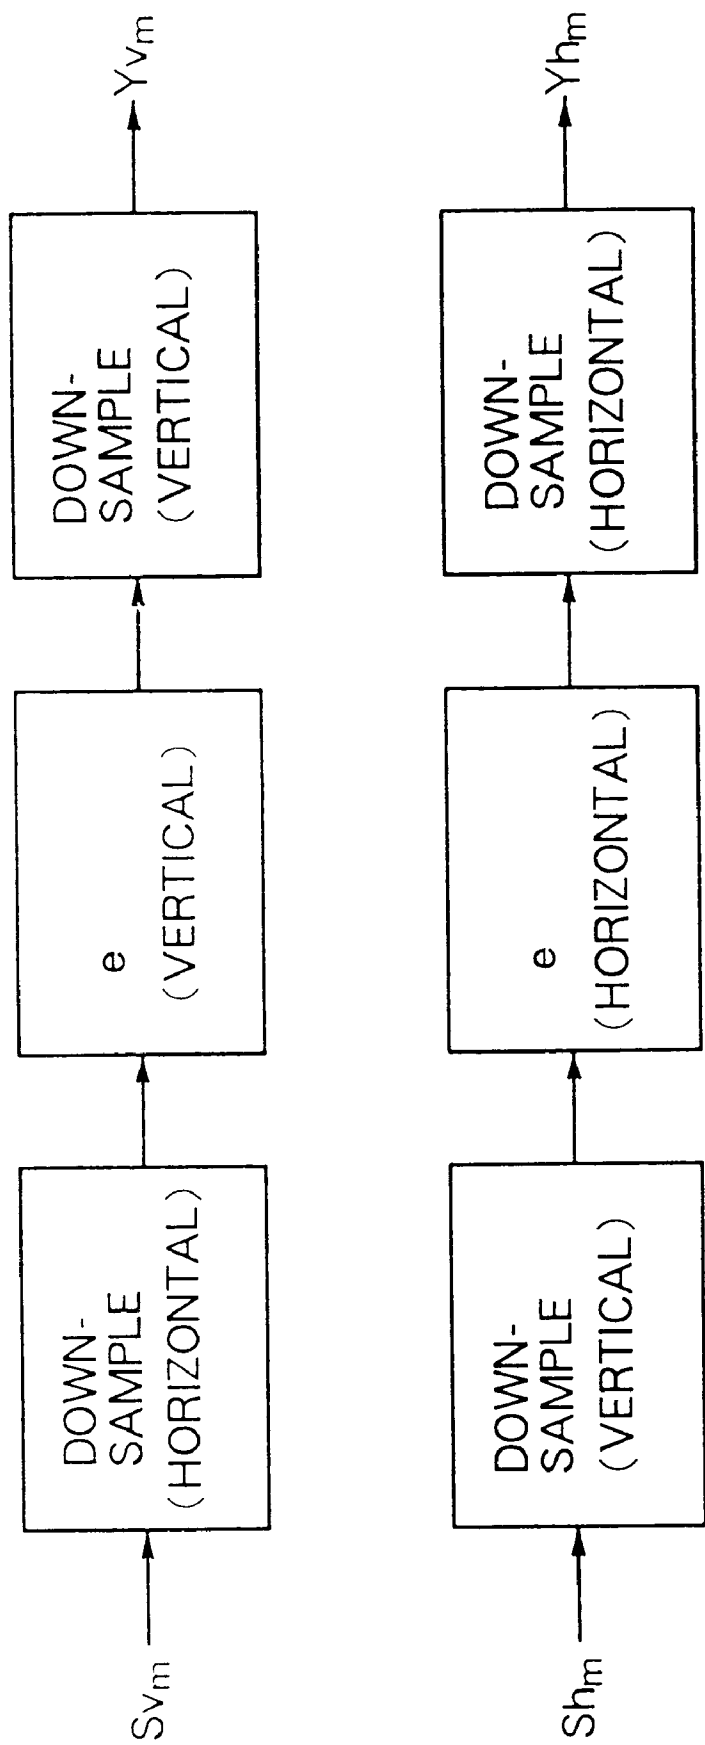 Svm
DOWN-
SAMPLE
(HORIZONTAL)
e
(VERTICAL)
DOWN-
SAMPLE
(VERTICAL)
Yvm
Shm
DOWN-
SAMPLE
(VERTICAL)
e
(HORIZONTAL)
DOWN-
SAMPLE
(HORIZONTAL)
Yhm